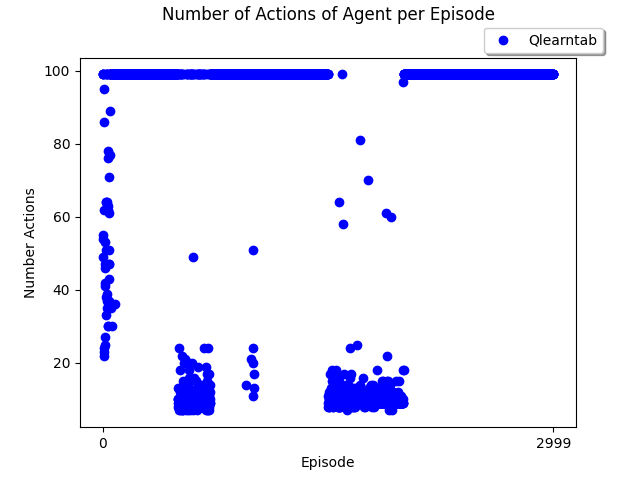 Number of Actions of Agent per Episode
Qlearntab
100
80
60
40
20
Number Actions
0
2999
Episode